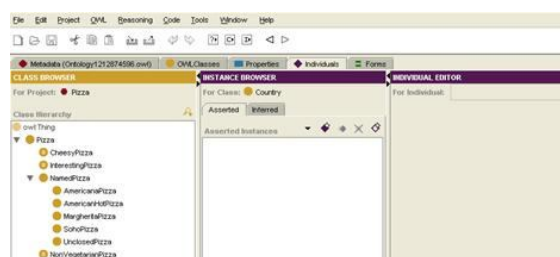 File Edit Project OWL Reasoning Code Tools Window Help
Metadata (Ontology1212874596.owl) OWLClasses Properties Individuals Forms
CLASS BROWSER INSTANCE BROWSER INDIVIDUAL EDITOR
For Project: Pizza For Class: Country For Individual:
Asserted Inferred
Class Hierarchy
Asserted Instances
owl:Thing
Pizza
CheesyPizza
InterestingPizza
NamedPizza
AmericanaPizza
AmericanHotPizza
MargheritaPizza
SohoPizza
UnclosedPizza
NonVegetarianPizza